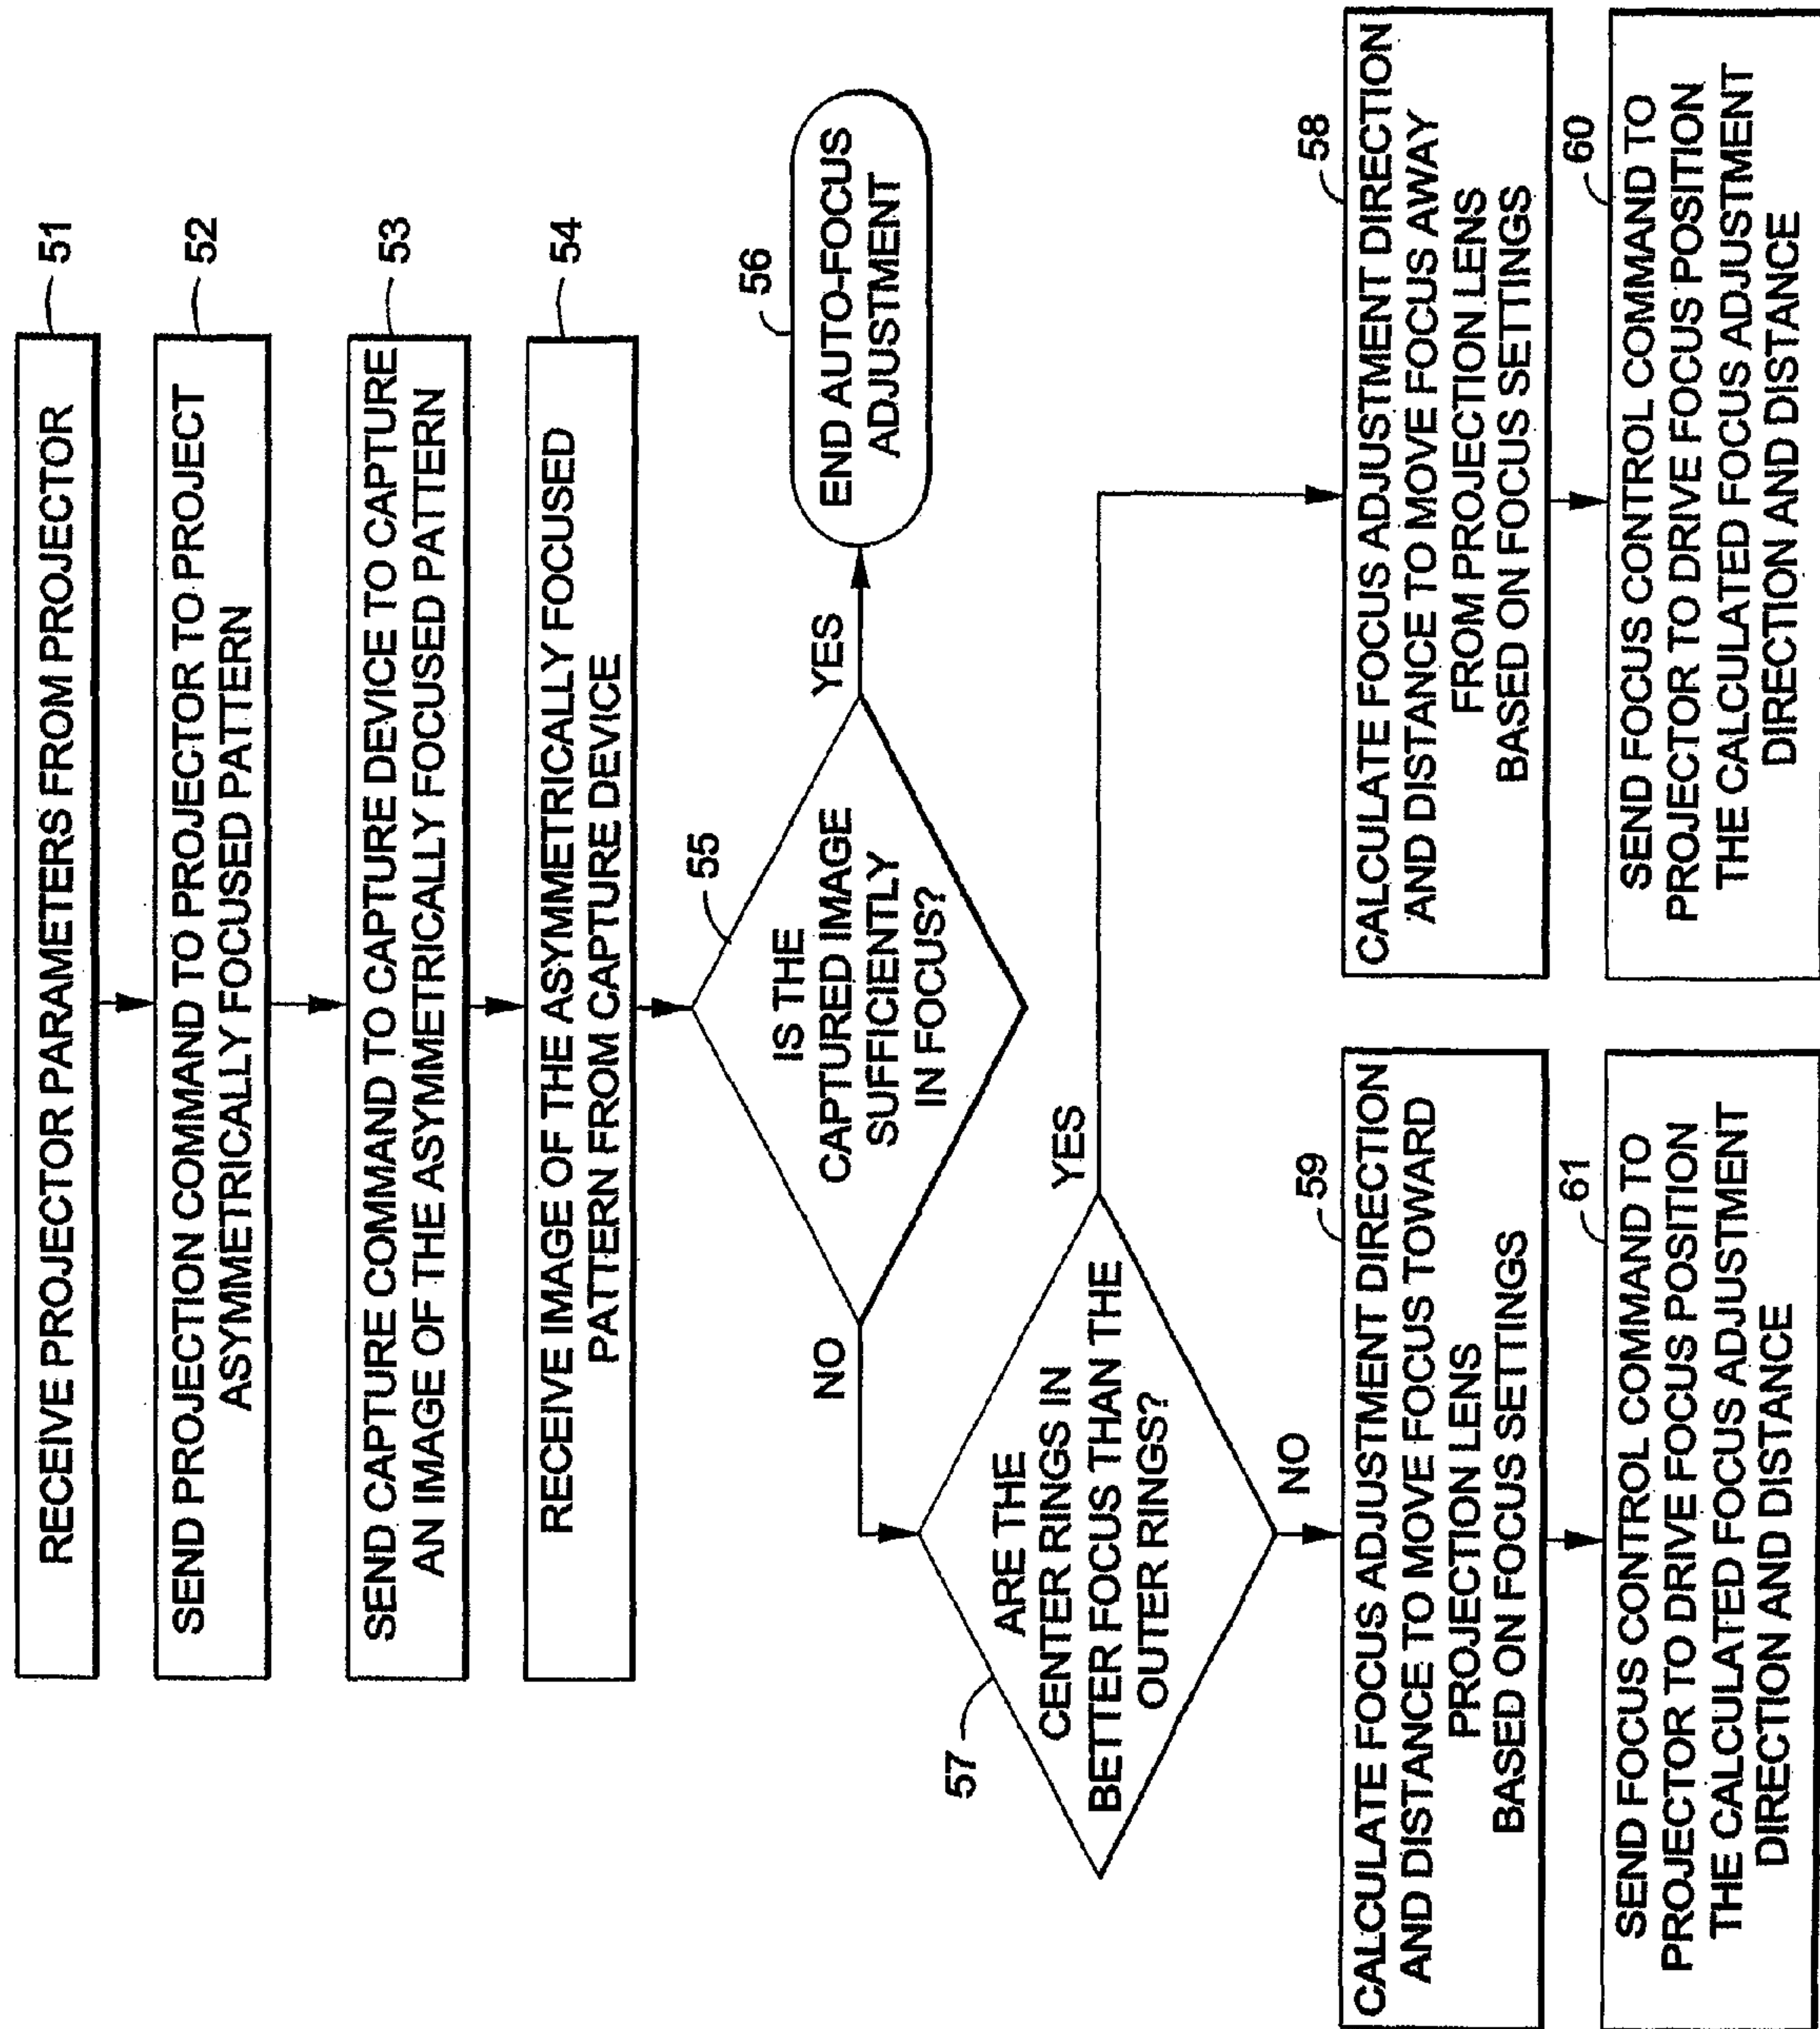 RECEIVE PROJECTOR PARAMETERS FROM PROJECTOR
51
SEND PROJECTION COMMAND TO PROJECTOR TO PROJECT
ASYMMETRICALLY FOCUSED PATTERN
52
SEND CAPTURE COMMAND TO CAPTURE DEVICE TO CAPTURE
AN IMAGE OF THE ASYMMETRICALLY FOCUSED PATTERN
53
RECEIVE IMAGE OF THE ASYMMETRICALLY FOCUSED
PATTERN FROM CAPTURE DEVICE
54
55
IS THE
CAPTURED IMAGE
SUFFICIENTLY
IN FOCUS?
YES
56
END AUTO-FOCUS
ADJUSTMENT
NO
57
ARE THE
CENTER RINGS IN
BETTER FOCUS THAN THE
OUTER RINGS?
YES
NO
59
CALCULATE FOCUS ADJUSTMENT DIRECTION
AND DISTANCE TO MOVE FOCUS TOWARD
PROJECTION LENS
BASED ON FOCUS SETTINGS
58
CALCULATE FOCUS ADJUSTMENT DIRECTION
AND DISTANCE TO MOVE FOCUS AWAY
FROM PROJECTION LENS
BASED ON FOCUS SETTINGS
61
SEND FOCUS CONTROL COMMAND TO
PROJECTOR TO DRIVE FOCUS POSITION
THE CALCULATED FOCUS ADJUSTMENT
DIRECTION AND DISTANCE
60
SEND FOCUS CONTROL COMMAND TO
PROJECTOR TO DRIVE FOCUS POSITION
THE CALCULATED FOCUS ADJUSTMENT
DIRECTION AND DISTANCE